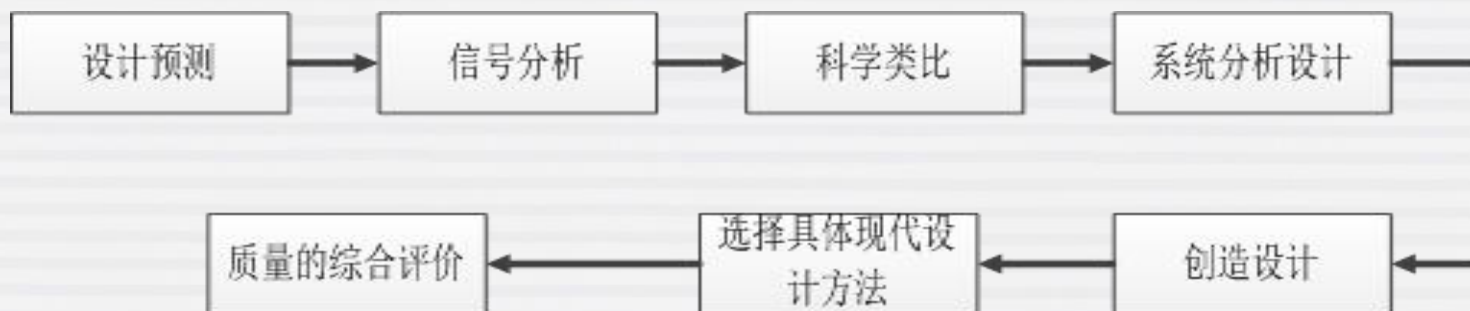 设计预测
信号分析
科学类比
系统分析设计
创造设计
选择具体现代设
计方法
质量的综合评价